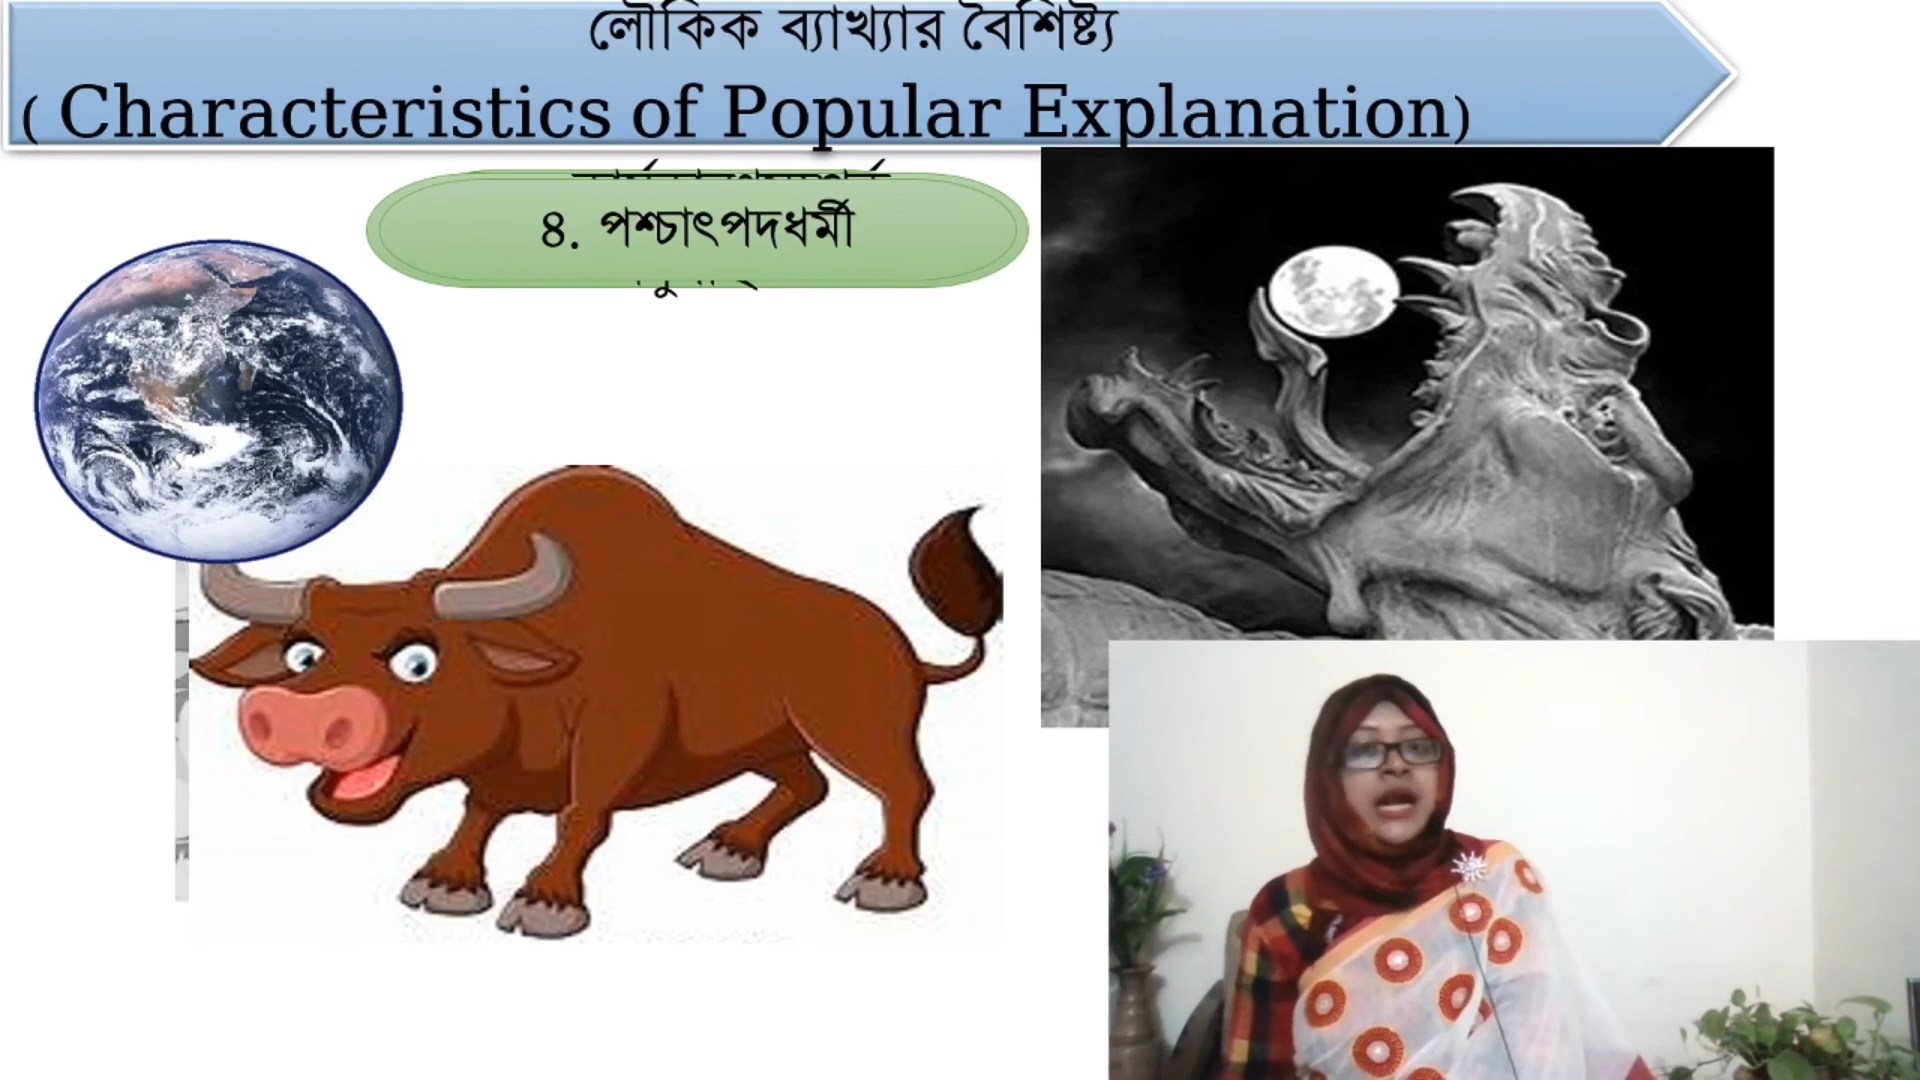 লৌকিক ব্যাখ্যার বৈশিষ্ট্য
( Characteristics of Popular Explanation)
৪. পশ্চাৎপদধর্মী